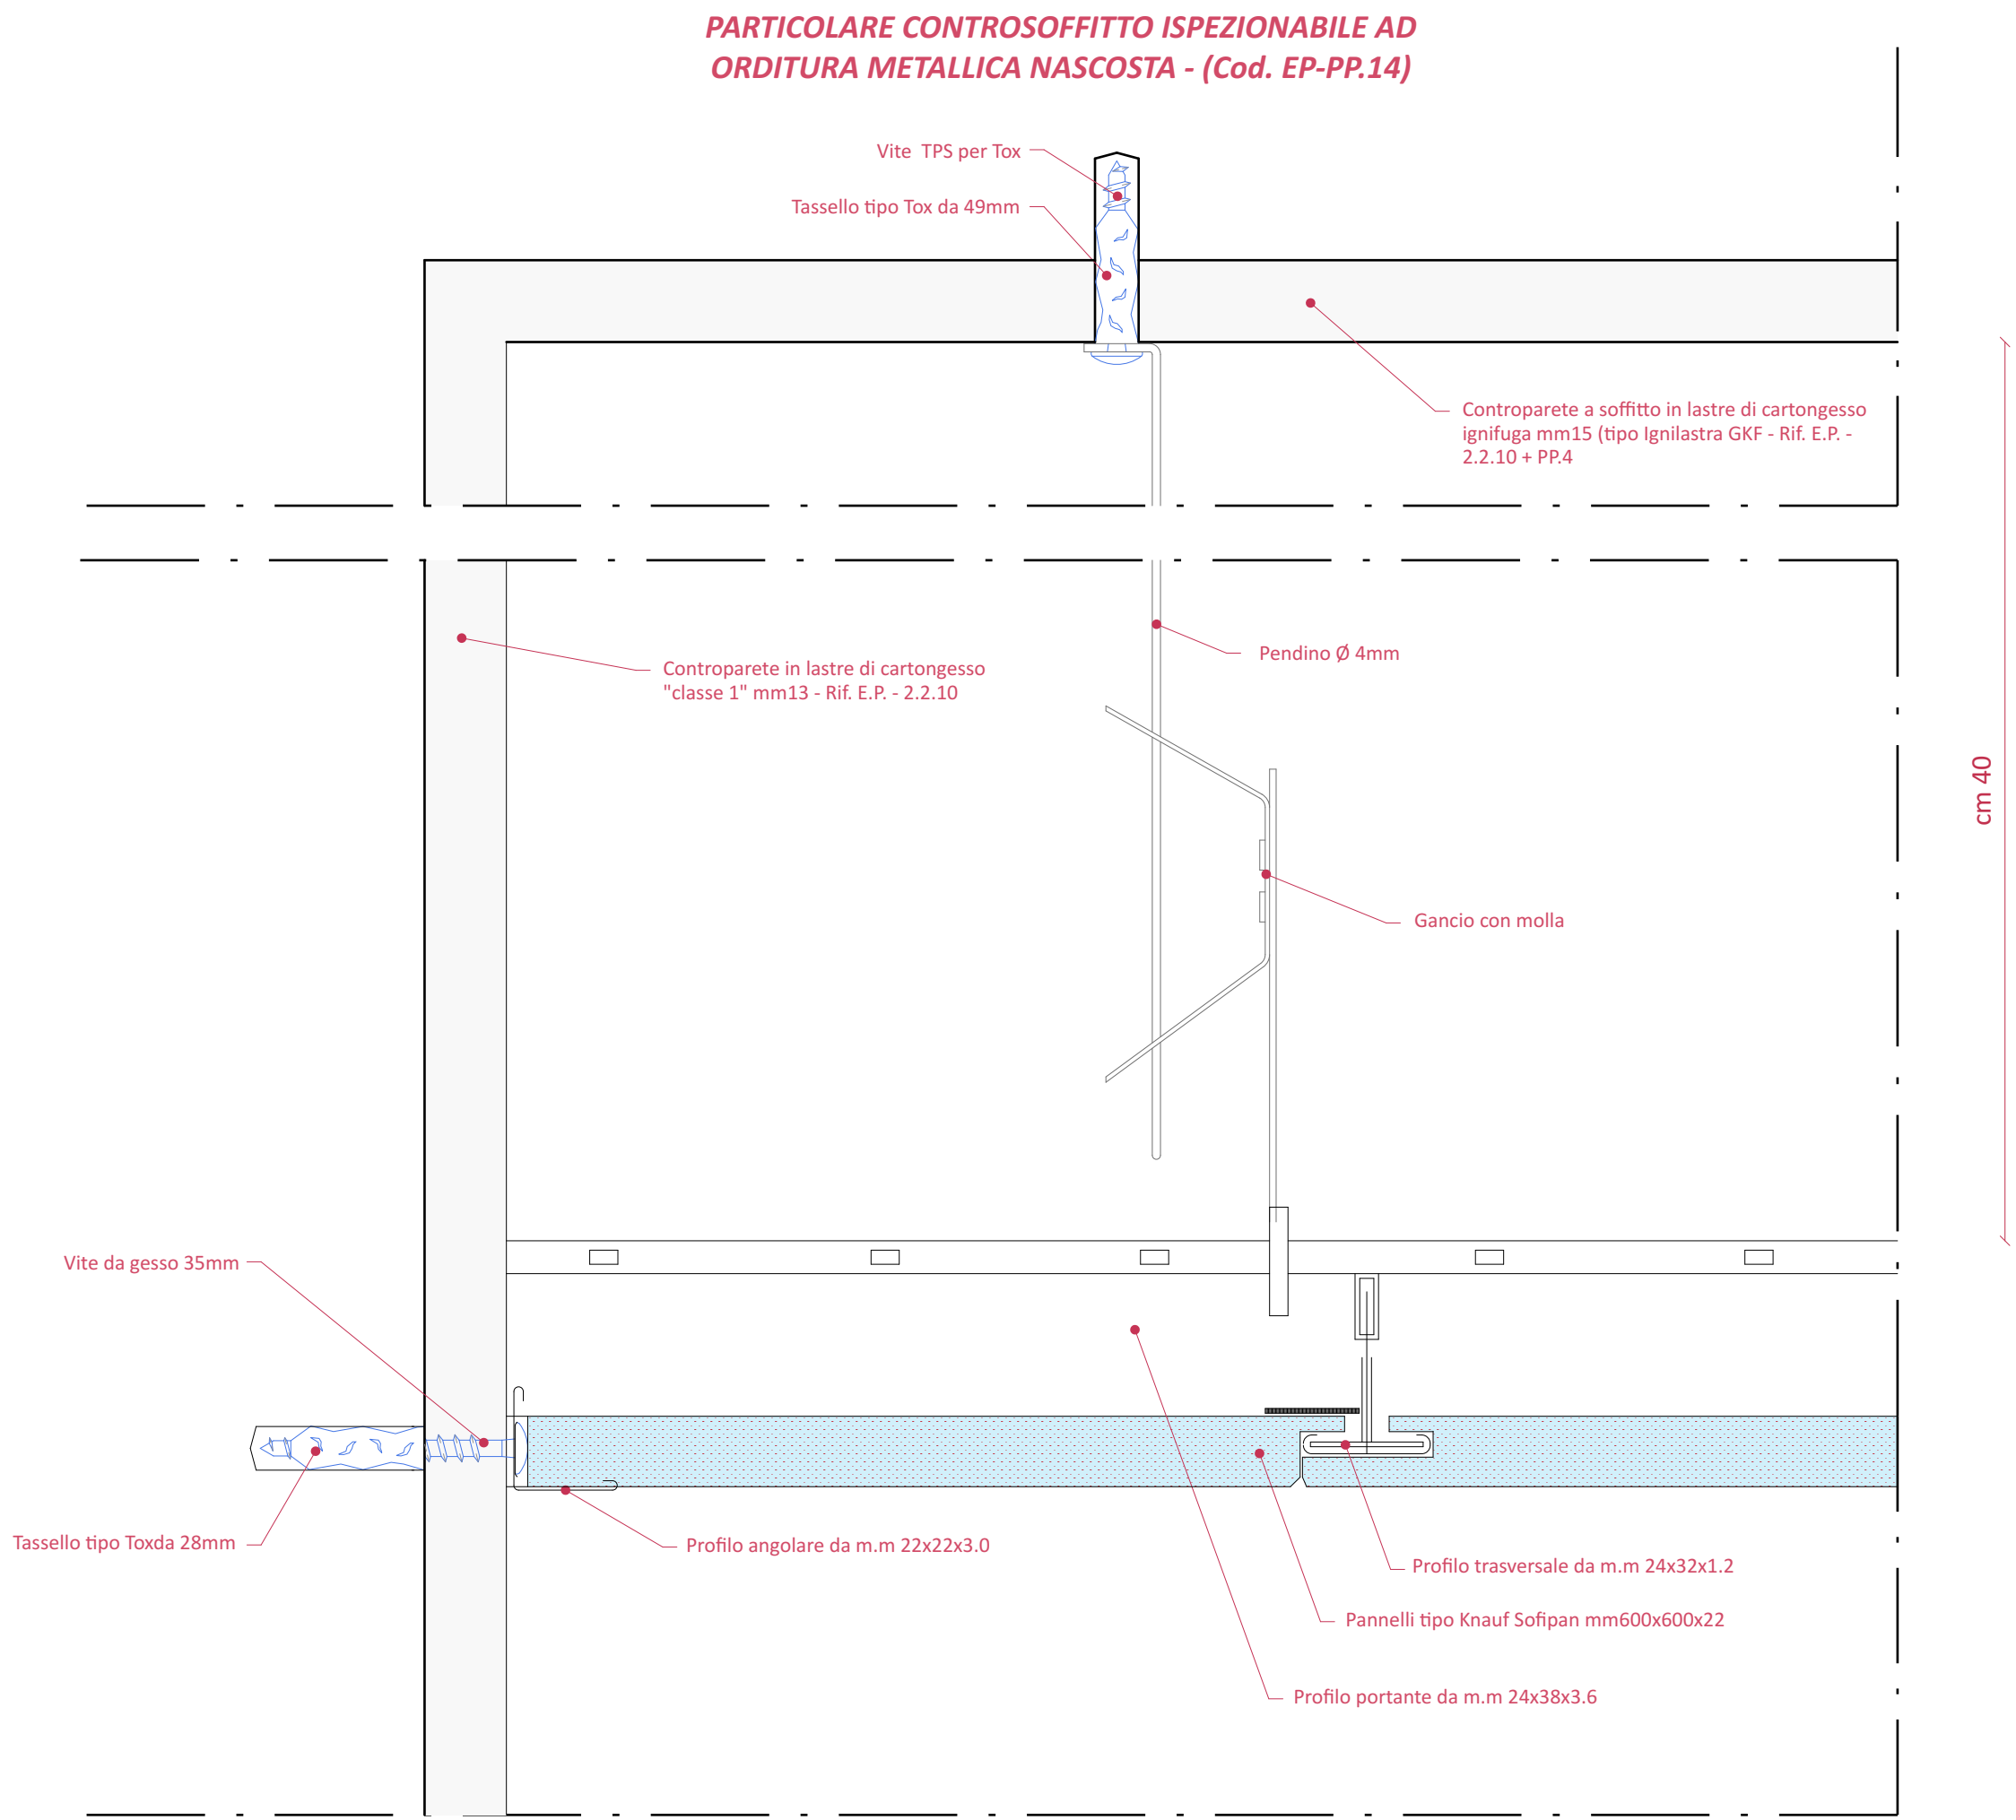 PARTICOLARE CONTROSOFFITTO ISPEZIONABILE AD
ORDITURA METALLICA NASCOSTA - (Cod. EP-PP.14)
Vite  TPS per Tox
Tassello tipo Tox da 49mm
Controparete a soffitto in lastre di cartongesso
ignifuga mm15 (tipo Ignilastra GKF - Rif. E.P. -
2.2.10 + PP.4
Controparete in lastre di cartongesso
"classe 1" mm13 - Rif. E.P. - 2.2.10
Pendino Ø 4mm
cm 40
Gancio con molla
Vite da gesso 35mm
Tassello tipo Toxda 28mm
Profilo angolare da m.m 22x22x3.0
Profilo trasversale da m.m 24x32x1.2
Pannelli tipo Knauf Sofipan mm600x600x22
Profilo portante da m.m 24x38x3.6